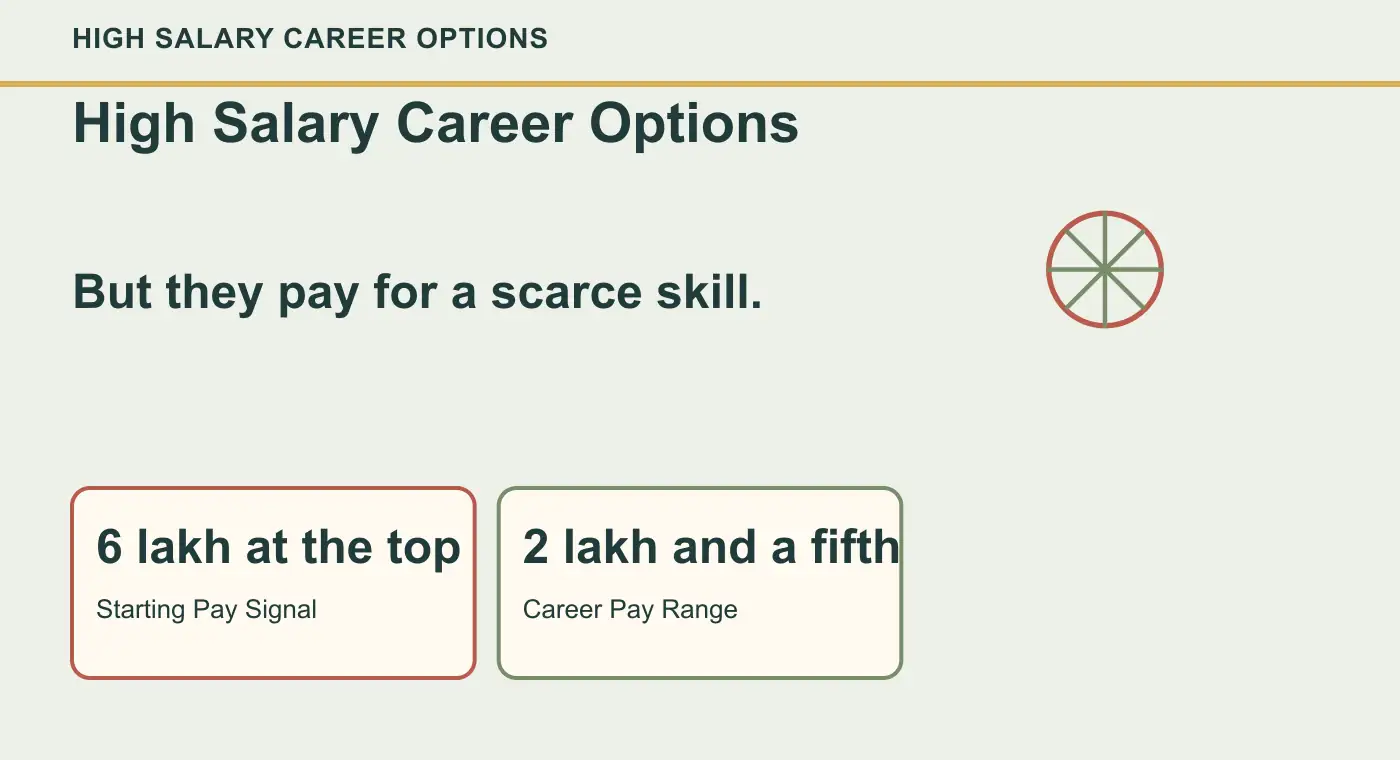 HIGH SALARY CAREER OPTIONS
High Salary Career Options
But they pay for a scarce skill.
6 lakh at the top
Starting Pay Signal
2 lakh and a fifth
Career Pay Range